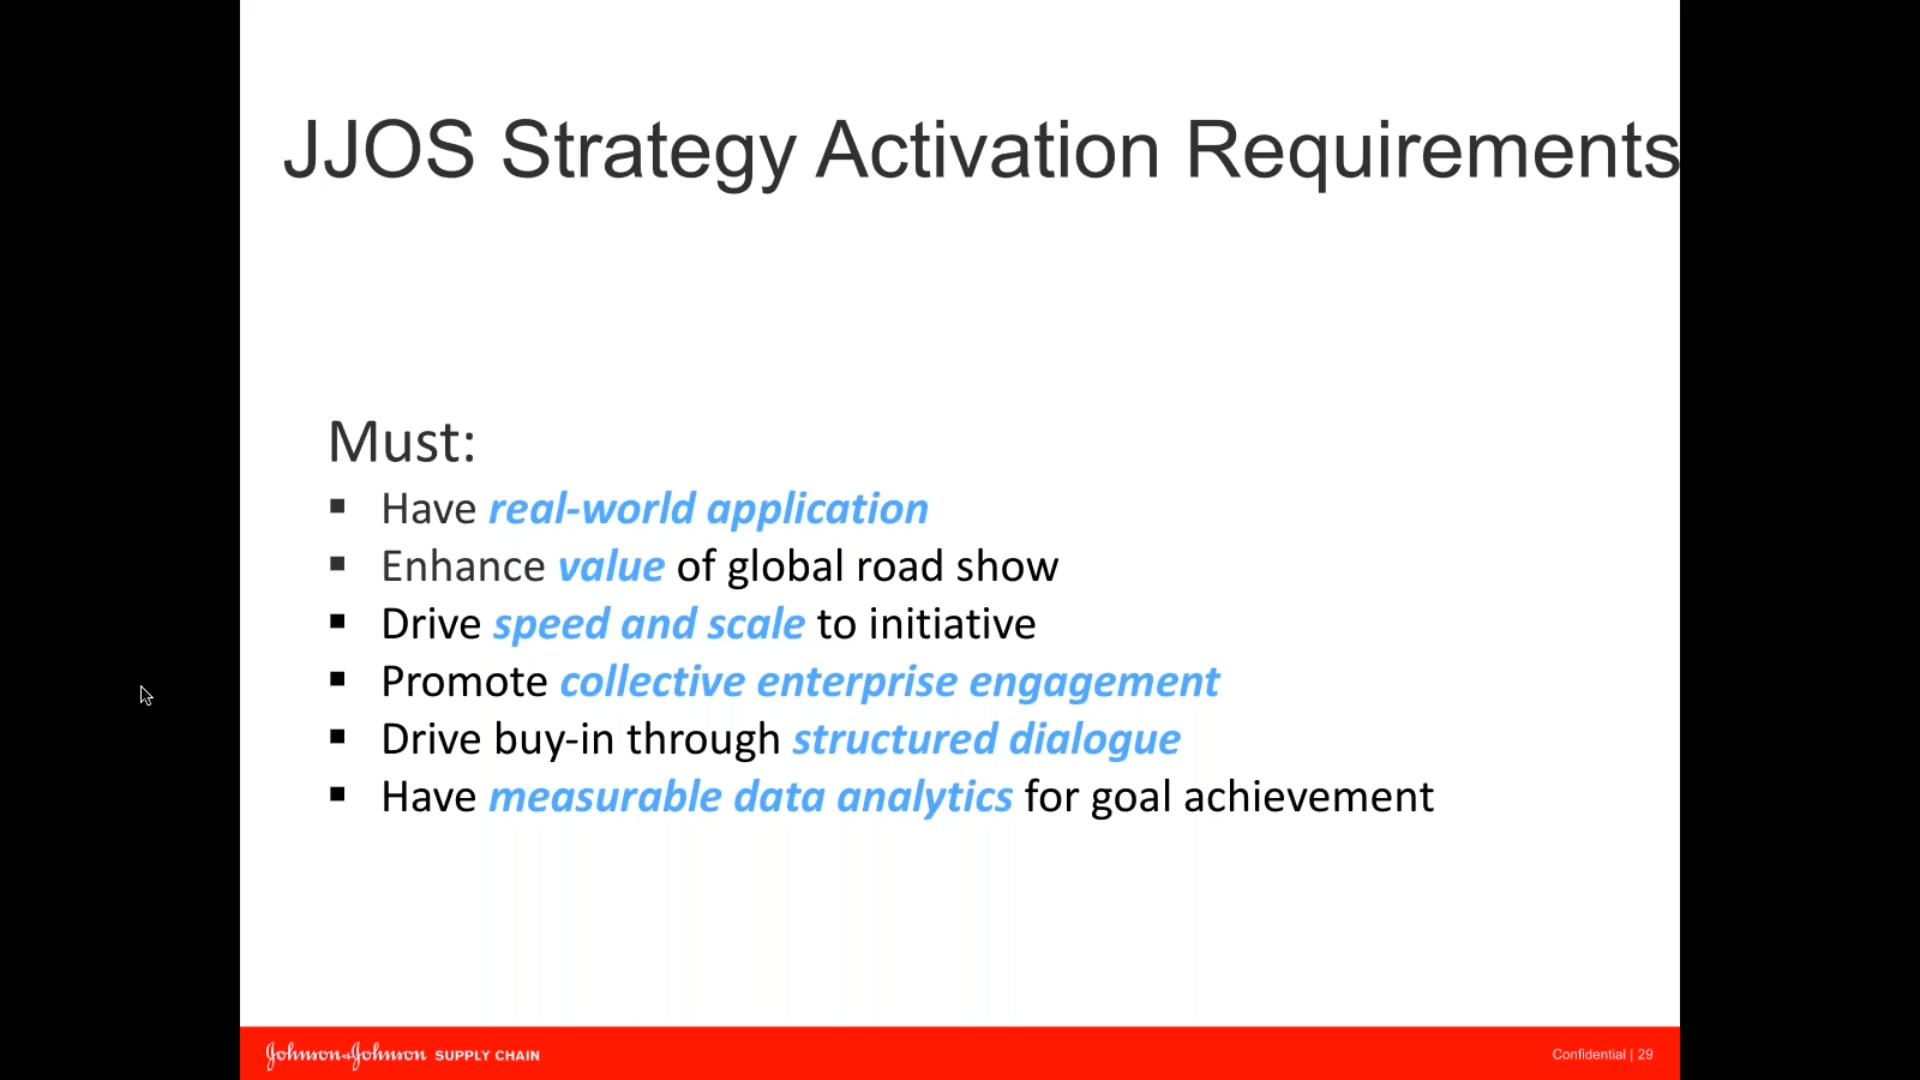 JJOS Strategy Activation Requirements
Must:
▪ Have real-world application
▪ Enhance value of global road show
▪ Drive speed and scale to initiative
▪ Promote collective enterprise engagement
▪ Drive buy-in through structured dialogue
▪ Have measurable data analytics for goal achievement
Johnson & Johnson SUPPLY CHAIN
Confidential | 29